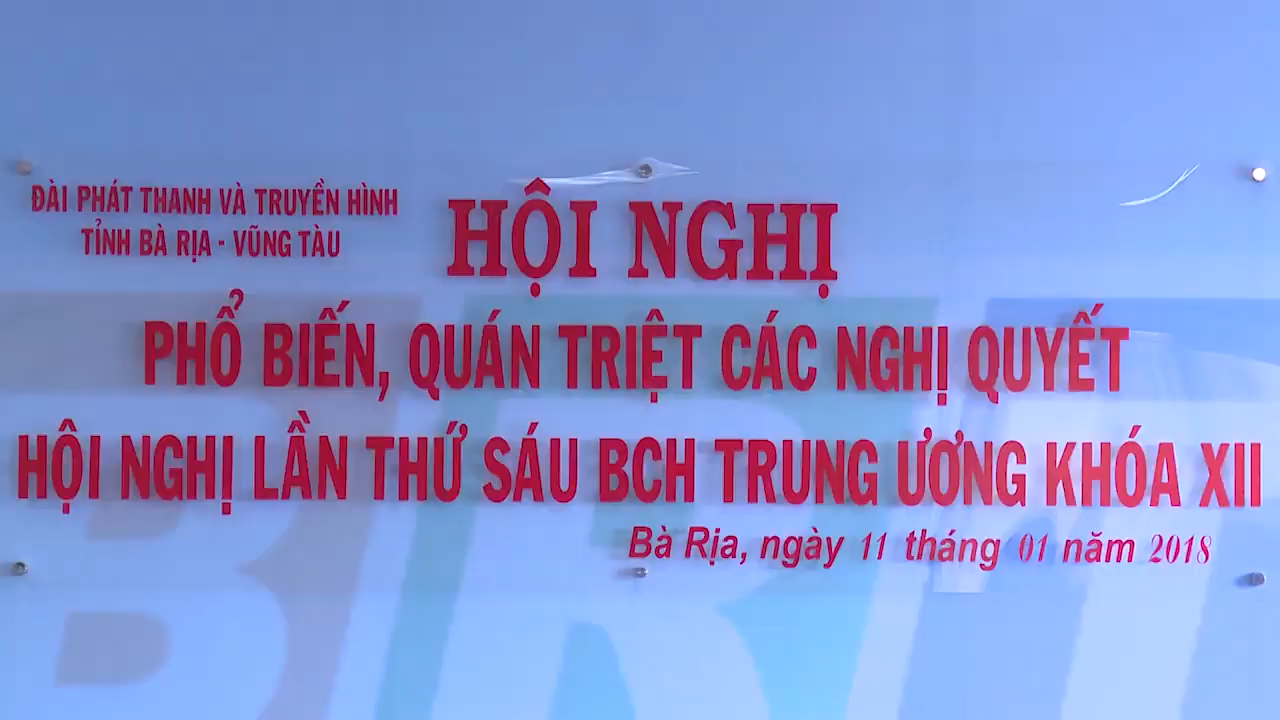 ĐÀI PHÁT THANH VÀ TRUYỀN HÌNH
TỈNH BÀ RỊA - VŨNG TÀU
HỘI NGHỊ
PHỔ BIẾN, QUÁN TRIỆT CÁC NGHỊ QUYẾT
HỘI NGHỊ LẦN THỨ SÁU BCH TRUNG ƯƠNG KHÓA XII
Bà Rịa, ngày 11 tháng 01 năm 2018
BRT